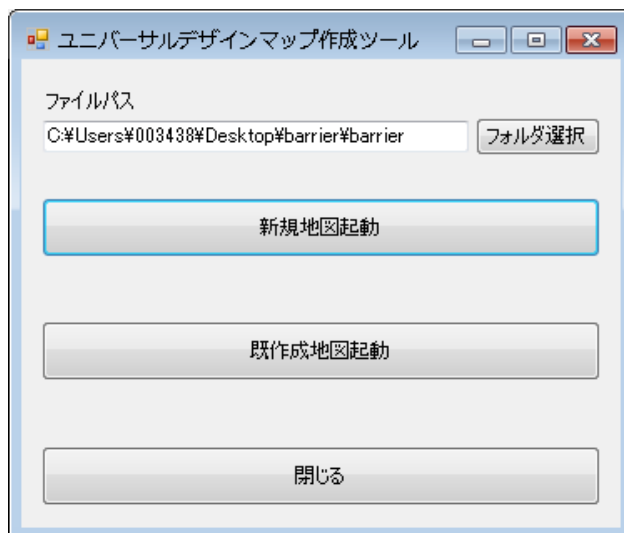 ユニバーサルデザインマップ作成ツール
ファイルパス
C:¥Users¥003438¥Desktop¥barrier¥barrier
フォルダ選択
新規地図起動
既作成地図起動
閉じる